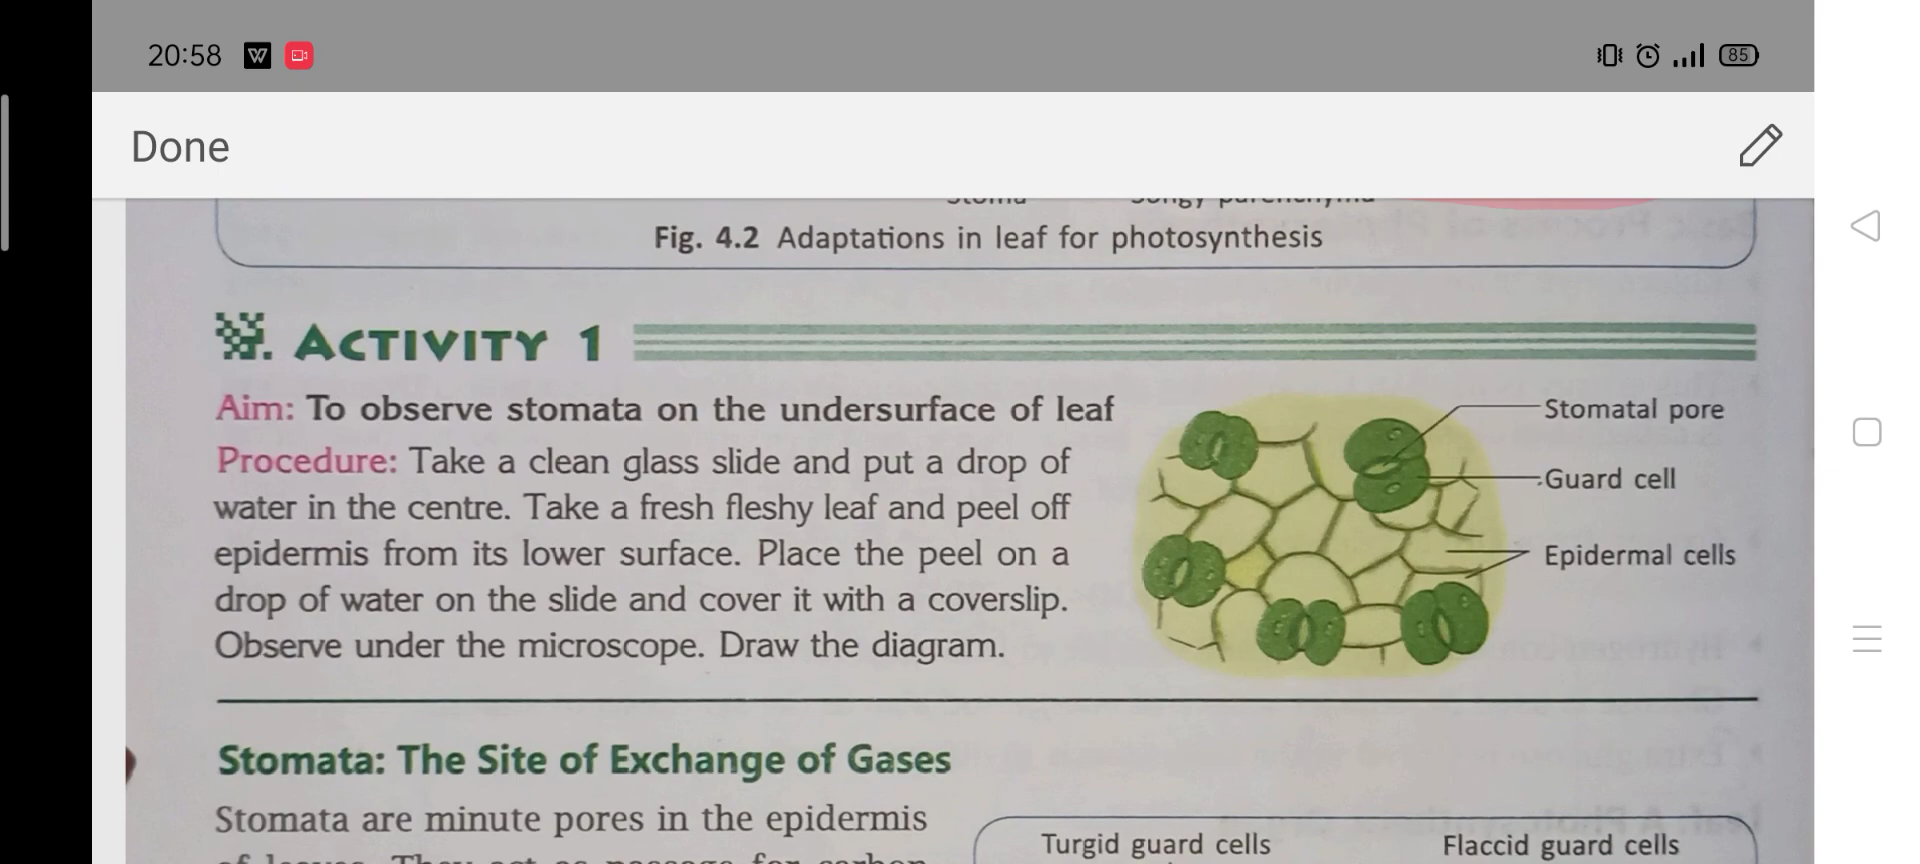 20:58
85
Done
Fig. 4.2 Adaptations in leaf for photosynthesis
ACTIVITY 1
Aim: To observe stomata on the undersurface of leaf
Procedure: Take a clean glass slide and put a drop of
water in the centre. Take a fresh fleshy leaf and peel off
epidermis from its lower surface. Place the peel on a
drop of water on the slide and cover it with a coverslip.
Observe under the microscope. Draw the diagram.
Stomatal pore
Guard cell
Epidermal cells
Stomata: The Site of Exchange of Gases
Stomata are minute pores in the epidermis
Turgid guard cells
Flaccid guard cells